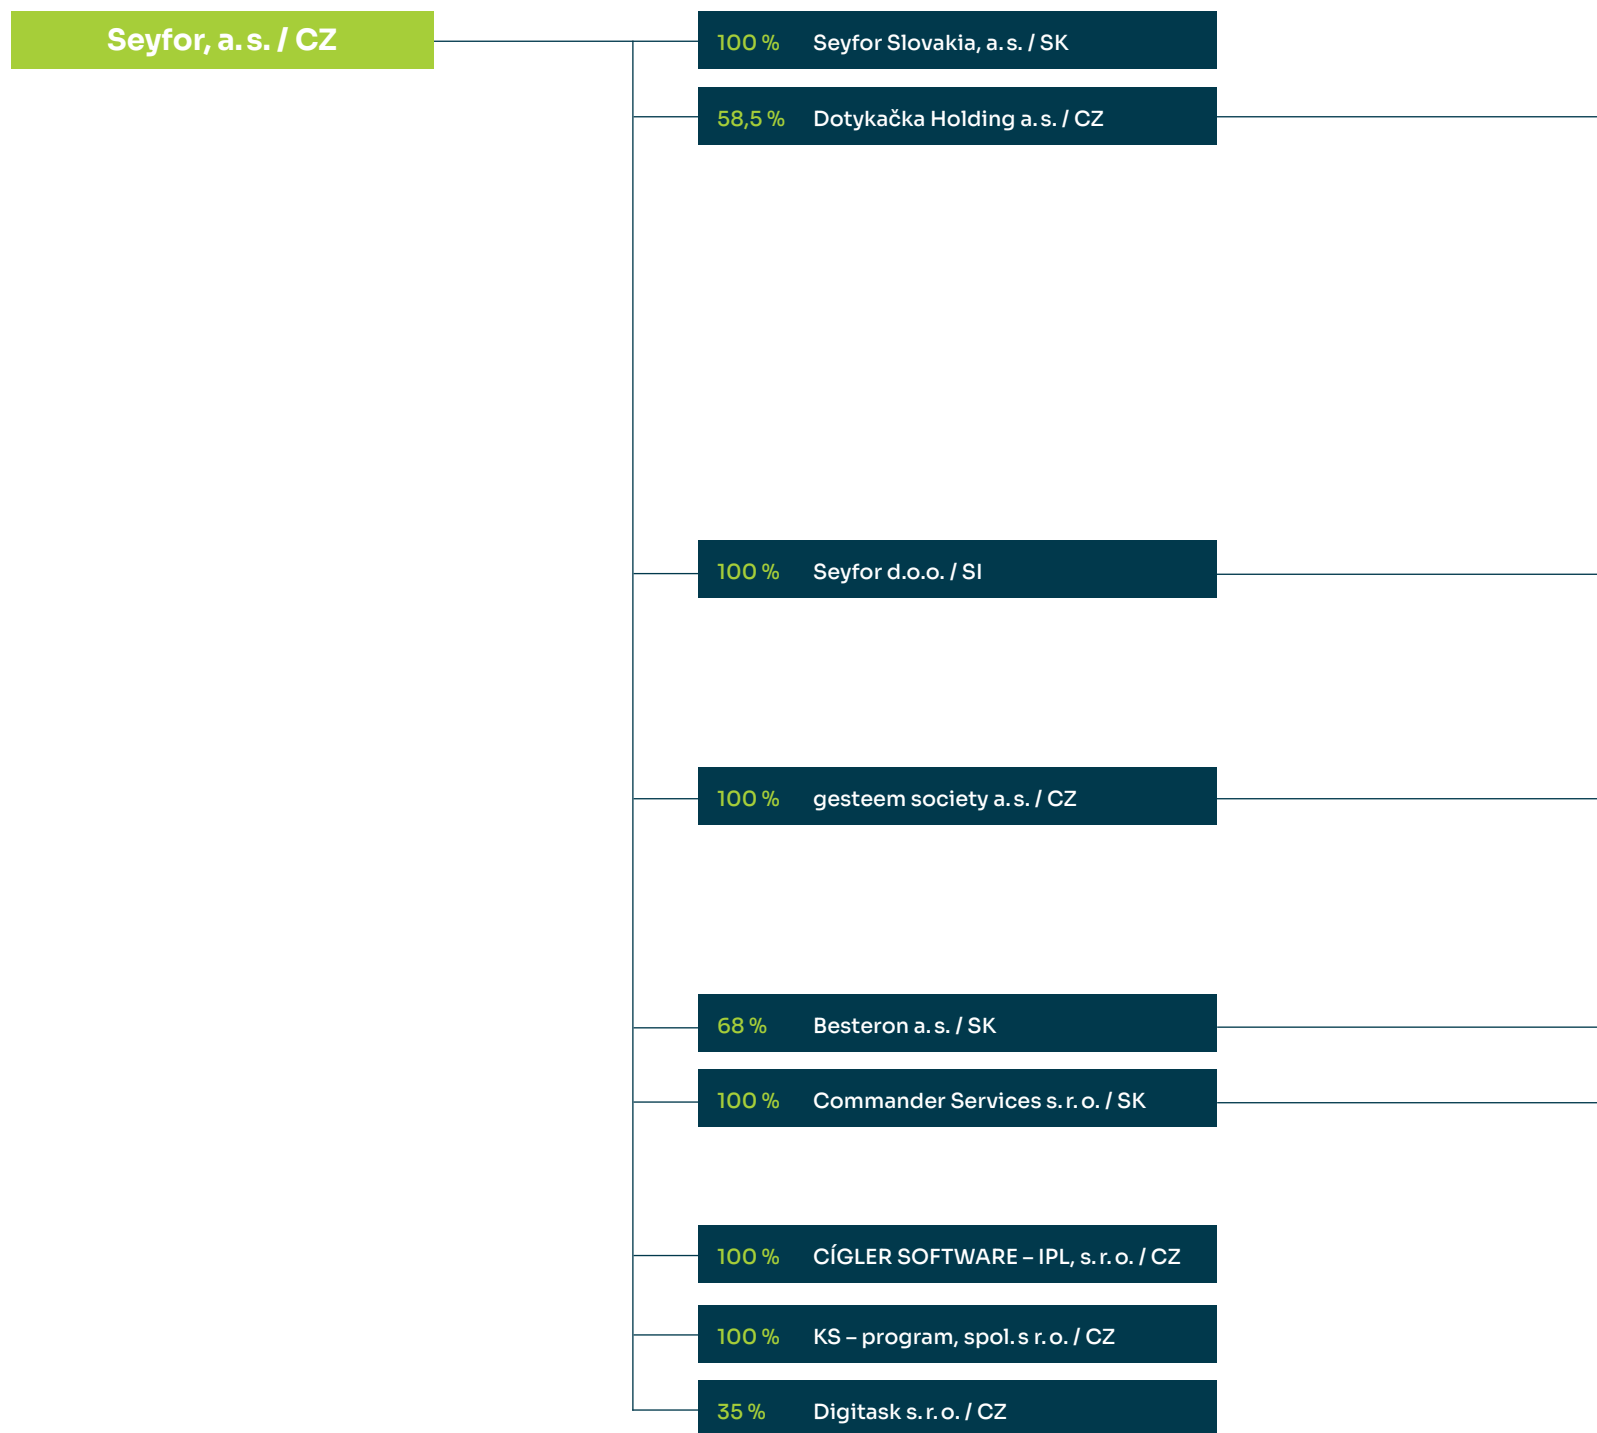 Seyfor, a. s. / CZ
100 % Seyfor Slovakia, a. s. / SK
58,5 % Dotykačka Holding a. s. / CZ
100 % Seyfor d.o.o. / SI
100 % gesteem society a. s. / CZ
68 % Besteron a. s. / SK
100 % Commander Services s. r. o. / SK
100 % CÍGLER SOFTWARE – IPL, s. r. o. / CZ
100 % KS – program, spol. s r. o. / CZ
35 % Digitask s. r. o. / CZ